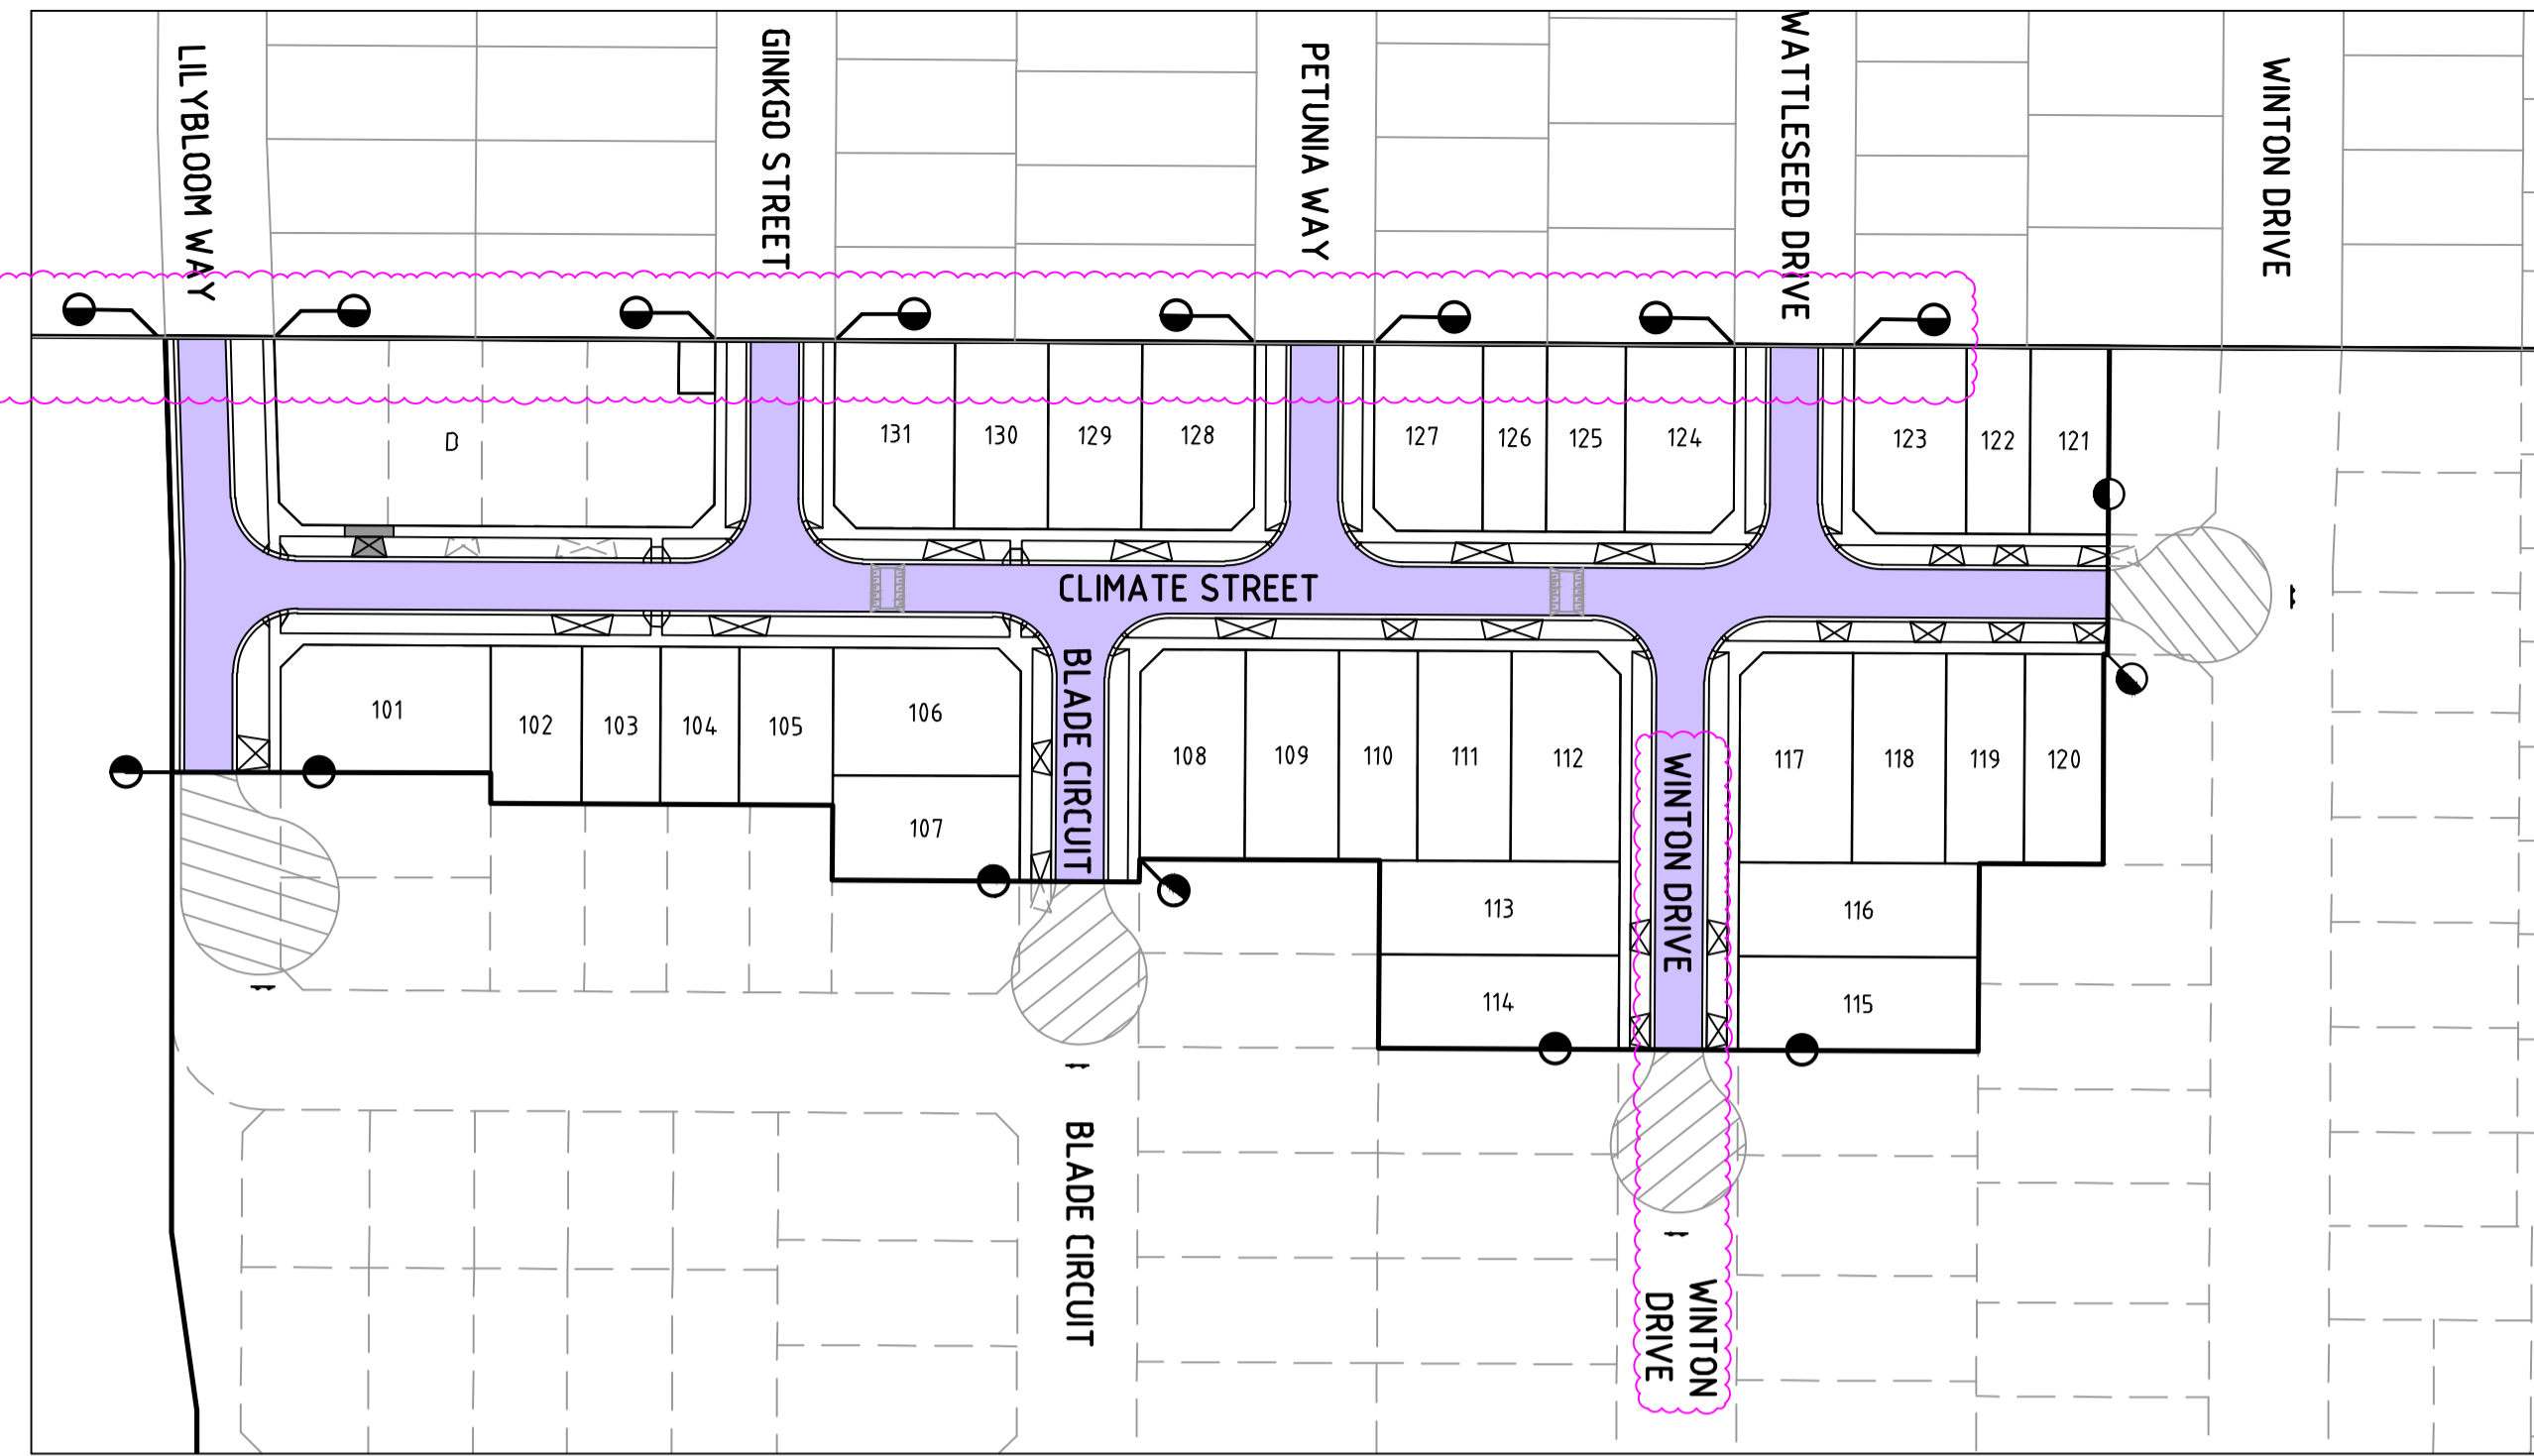 LILYBLOOM WAY
GINKGO STREET
PETUNIA WAY
WATTLESEED DRIVE
WINTON DRIVE
D
131
130
129
128
127
126
125
124
123
122
121
CLIMATE STREET
101
102
103
104
105
106
107
BLADE CIRCUIT
108
109
110
111
112
WINTON DRIVE
117
118
119
120
113
116
114
115
BLADE CIRCUIT
WINTON
DRIVE